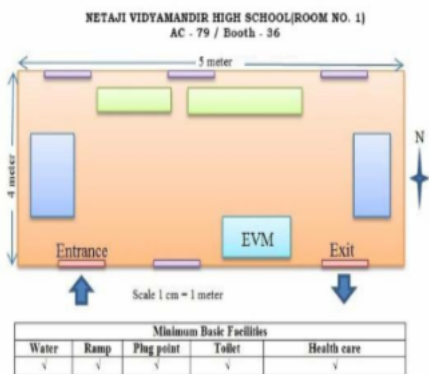 NETAJI VIDYAMANDIR HIGH SCHOOL(ROOM NO. 1)
AC - 79 / Booth - 36
5 meter
4 meter
N
EVM
Entrance
Exit
Scale 1 cm = 1 meter
Minimum Basic Facilities
Water Ramp Plug point Toilet Health care
√ √ √ √ √